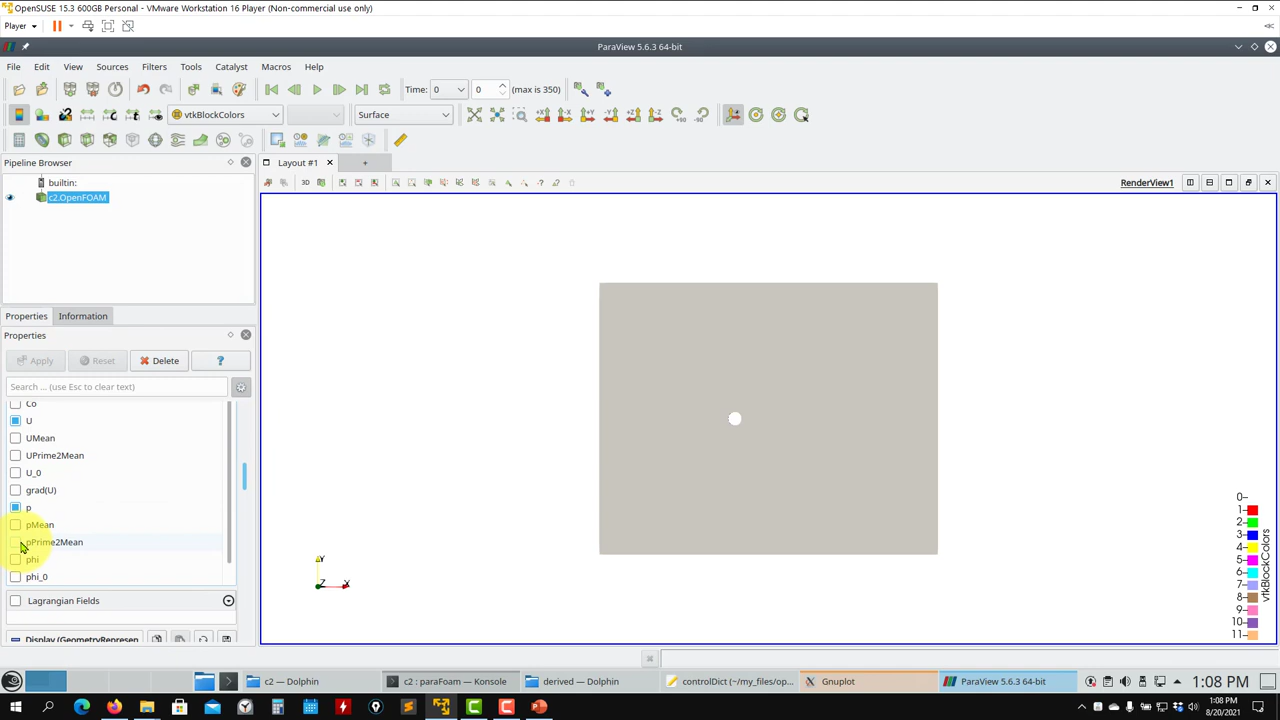 OpenSUSE 15.3 600GB Personal - VMware Workstation 16 Player (Non-commercial use only)
Player
ParaView 5.6.3 64-bit
File Edit View Sources Filters Tools Catalyst Macros Help
Time: 0 0 (max is 350)
vtkBlockColors Surface
+X -X +Y -Y +Z -Z +90 -90
Pipeline Browser
Layout #1 +
builtin:
3D RenderView1
c2.OpenFOAM
Properties Information
Properties
Apply Reset Delete ?
Search ... (use Esc to clear text)
Co
U
UMean
UPrime2Mean
U_0
grad(U)
p
pMean
pPrime2Mean
phi
phi_0
Lagrangian Fields
Display (GeometryRepresen
Y
Z X
0
1
2
3
4
5
6
7
8
9
10
11
vtkBlockColors
c2 — Dolphin
c2 : paraFoam — Konsole
derived — Dolphin
controlDict (~/my_files/op...
Gnuplot
ParaView 5.6.3 64-bit
1:08 PM
1:08 PM
8/20/2021